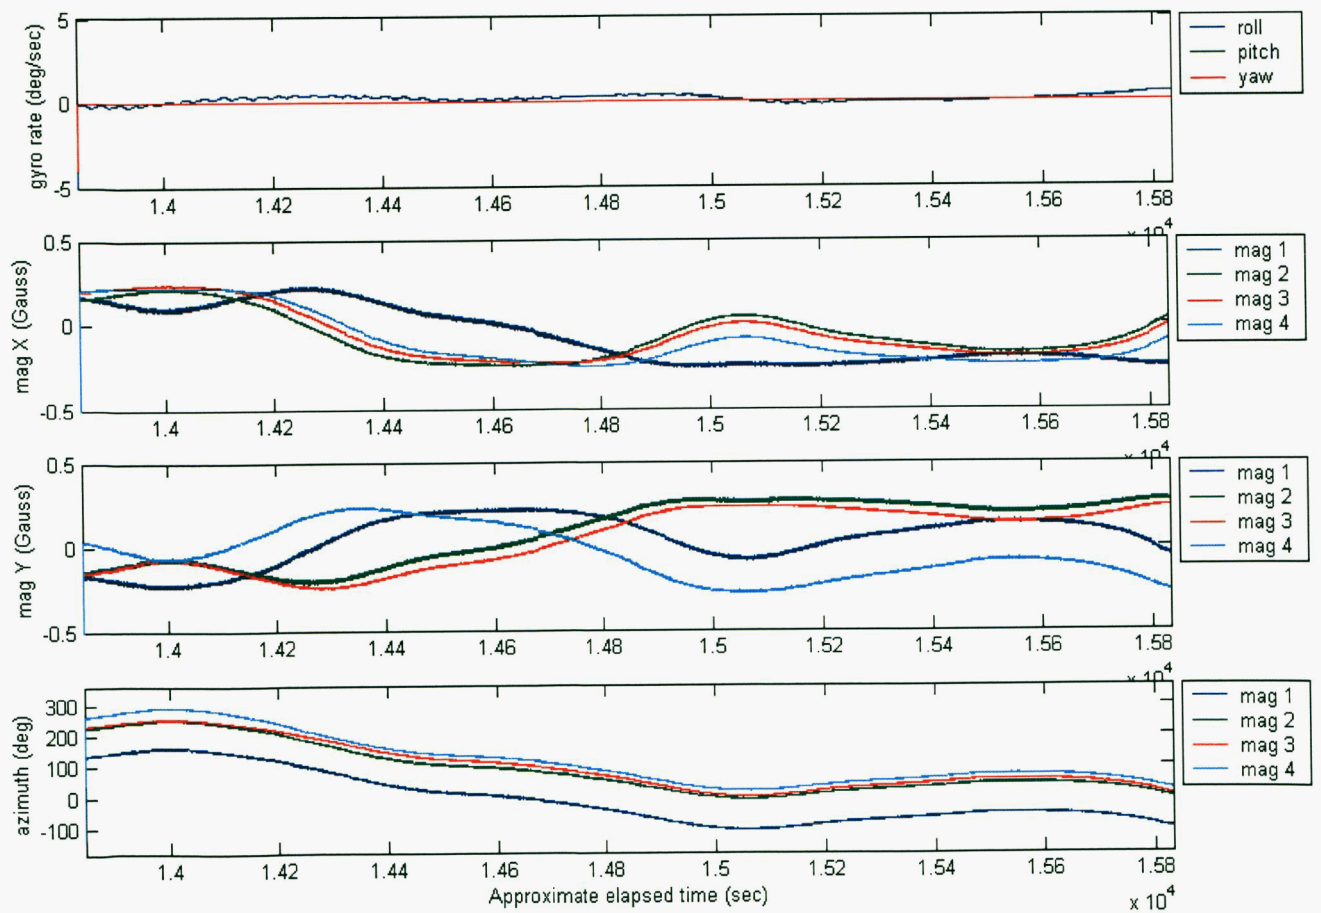 5
0
-5
gyro rate (deg/sec)
1.4 1.42 1.44 1.46 1.48 1.5 1.52 1.54 1.56 1.58
x 10^4
roll
pitch
yaw
0.5
0
-0.5
mag X (Gauss)
1.4 1.42 1.44 1.46 1.48 1.5 1.52 1.54 1.56 1.58
x 10^4
mag 1
mag 2
mag 3
mag 4
0.5
0
-0.5
mag Y (Gauss)
1.4 1.42 1.44 1.46 1.48 1.5 1.52 1.54 1.56 1.58
x 10^4
mag 1
mag 2
mag 3
mag 4
300
200
100
0
-100
azimuth (deg)
1.4 1.42 1.44 1.46 1.48 1.5 1.52 1.54 1.56 1.58
Approximate elapsed time (sec)
x 10^4
mag 1
mag 2
mag 3
mag 4